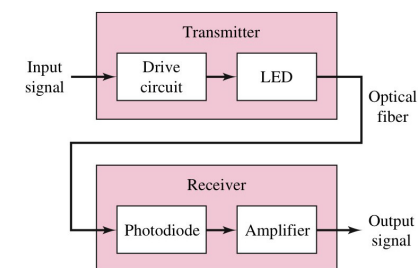 Transmitter
Input
signal
Drive
circuit
LED
Optical
fiber
Receiver
Photodiode
Amplifier
Output
signal